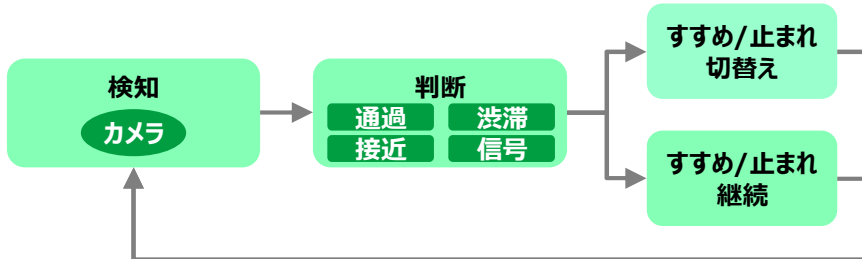 検知
カメラ
判断
通過
渋滞
接近
信号
すすめ/止まれ
切替え
すすめ/止まれ
継続